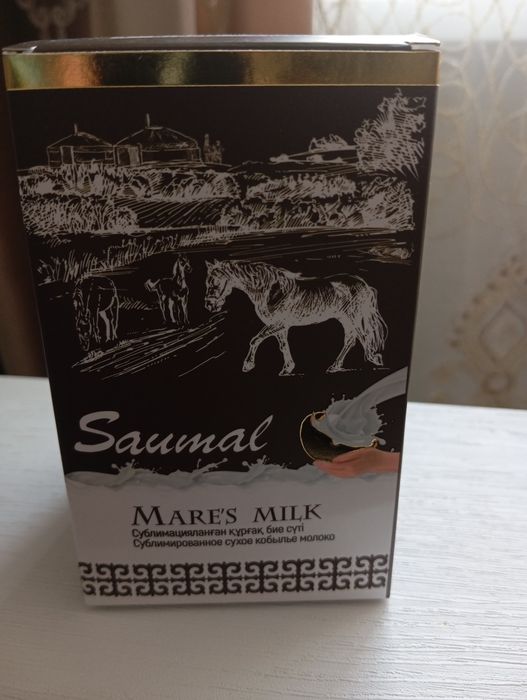 Saumal
MARE'S MILK
Сублимацияланған құрғақ бие сүті
Сублимированное сухое кобылье молоко